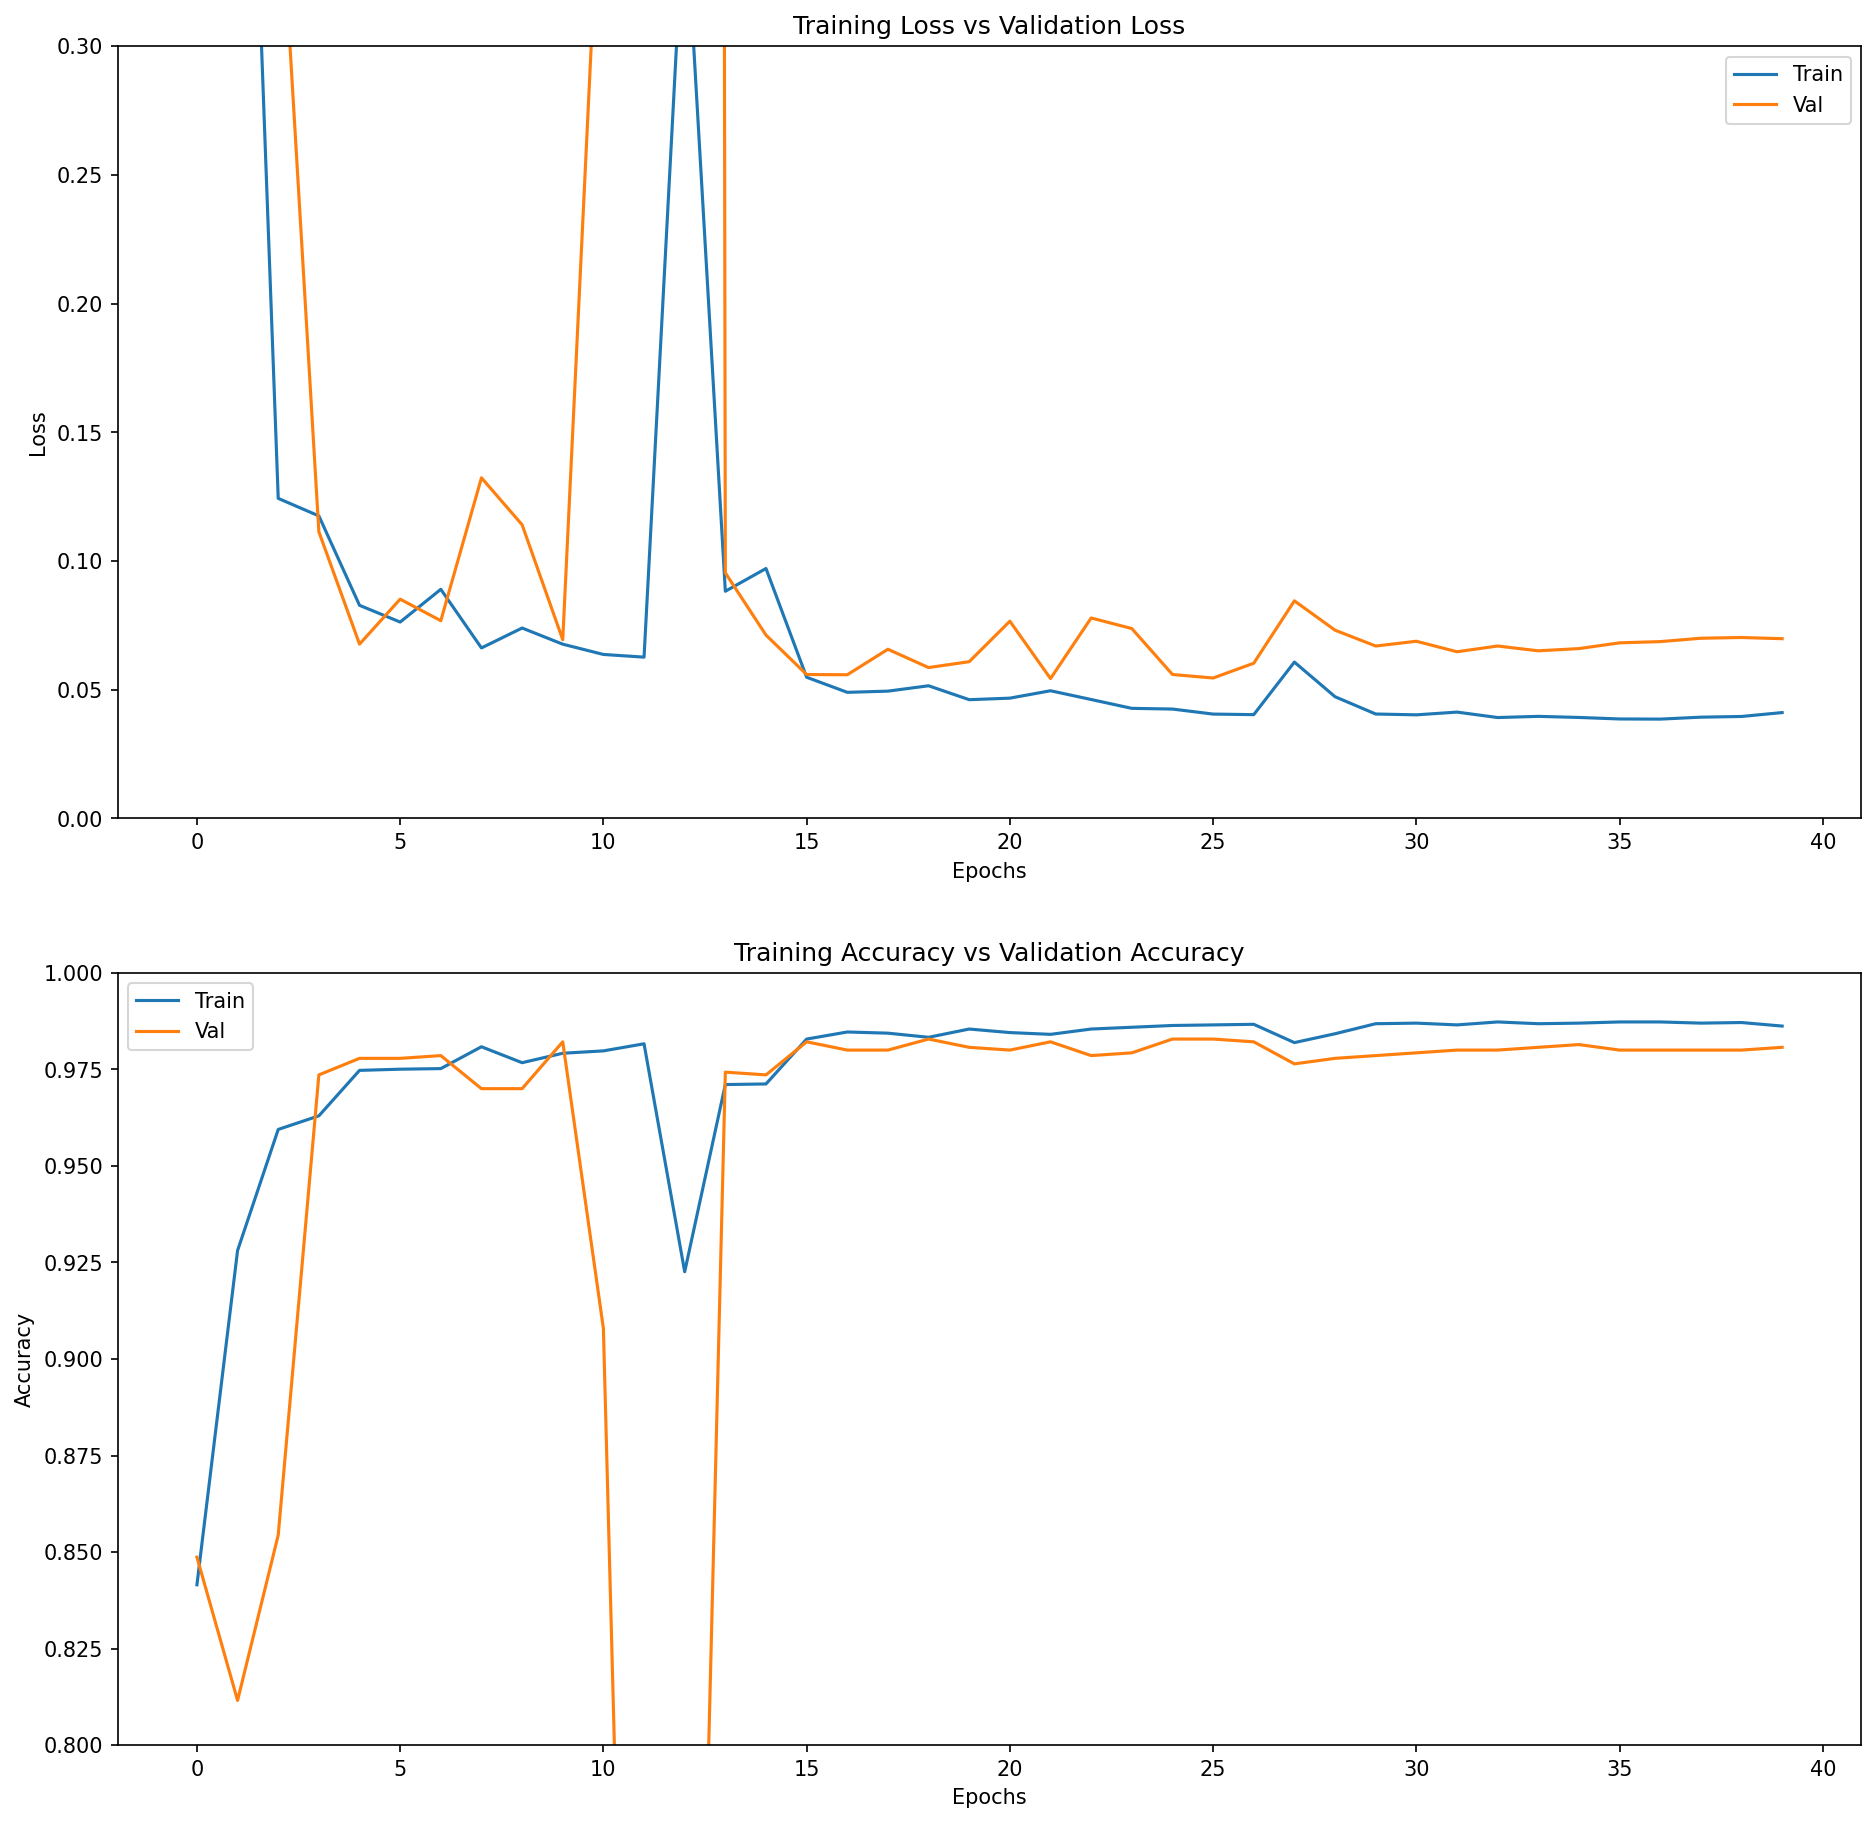 Training Loss vs Validation Loss
0.30
0.25
0.20
0.15
0.10
0.05
0.00
Loss
Train
Val
0 5 10 15 20 25 30 35 40
Epochs
Training Accuracy vs Validation Accuracy
1.000
0.975
0.950
0.925
0.900
0.875
0.850
0.825
0.800
Accuracy
Train
Val
0 5 10 15 20 25 30 35 40
Epochs